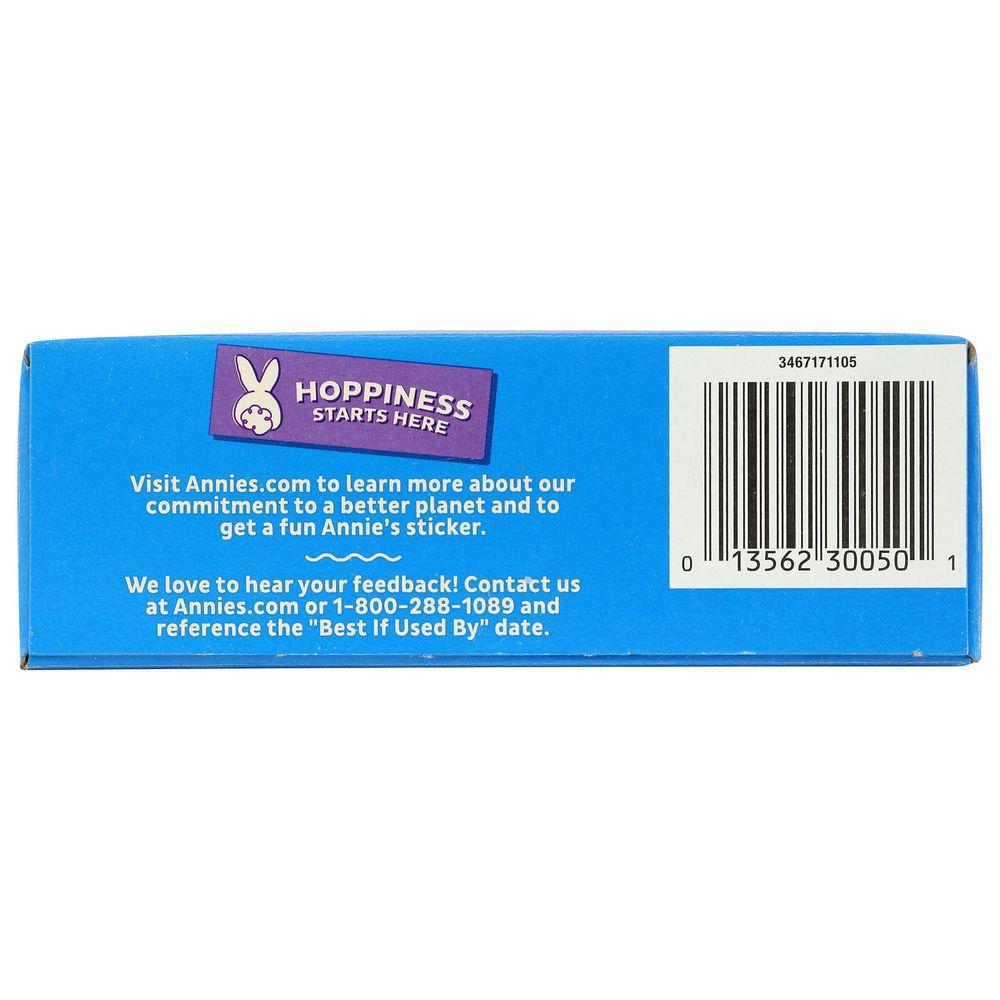 HOPPINESS
STARTS HERE
Visit Annies.com to learn more about our
commitment to a better planet and to
get a fun Annie's sticker.
We love to hear your feedback! Contact us
at Annies.com or 1-800-288-1089 and
reference the "Best If Used By" date.
3467171105
0 13562 30050 1